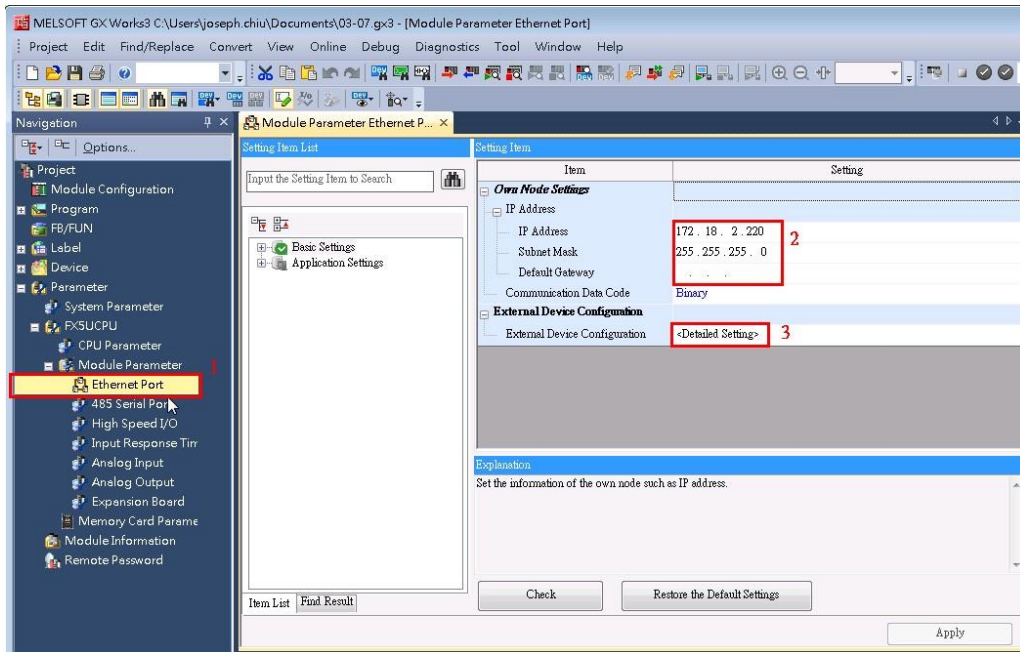 MELSOFT GX Works3 C:\Users\joseph.chiu\Documents\03-07.gx3 - [Module Parameter Ethernet Port]
Project Edit Find/Replace Convert View Online Debug Diagnostics Tool Window Help
Navigation
Options...
Project
Module Configuration
Program
FB/FUN
Label
Device
Parameter
System Parameter
FX5UCPU
CPU Parameter
Module Parameter
1
Ethernet Port
485 Serial Por
High Speed I/O
Input Response Tim
Analog Input
Analog Output
Expansion Board
Memory Card Parame
Module Information
Remote Password
Module Parameter Ethernet P...
Setting Item List
Input the Setting Item to Search
Basic Settings
Application Settings
Item List Find Result
Setting Item
Item Setting
Own Node Settings
IP Address
IP Address 172 . 18 . 2 . 220
2
Subnet Mask 255 . 255 . 255 . 0
Default Gateway . . .
Communication Data Code Binary
External Device Configuration
External Device Configuration <Detailed Setting> 3
Explanation
Set the information of the own node such as IP address.
Check Restore the Default Settings
Apply